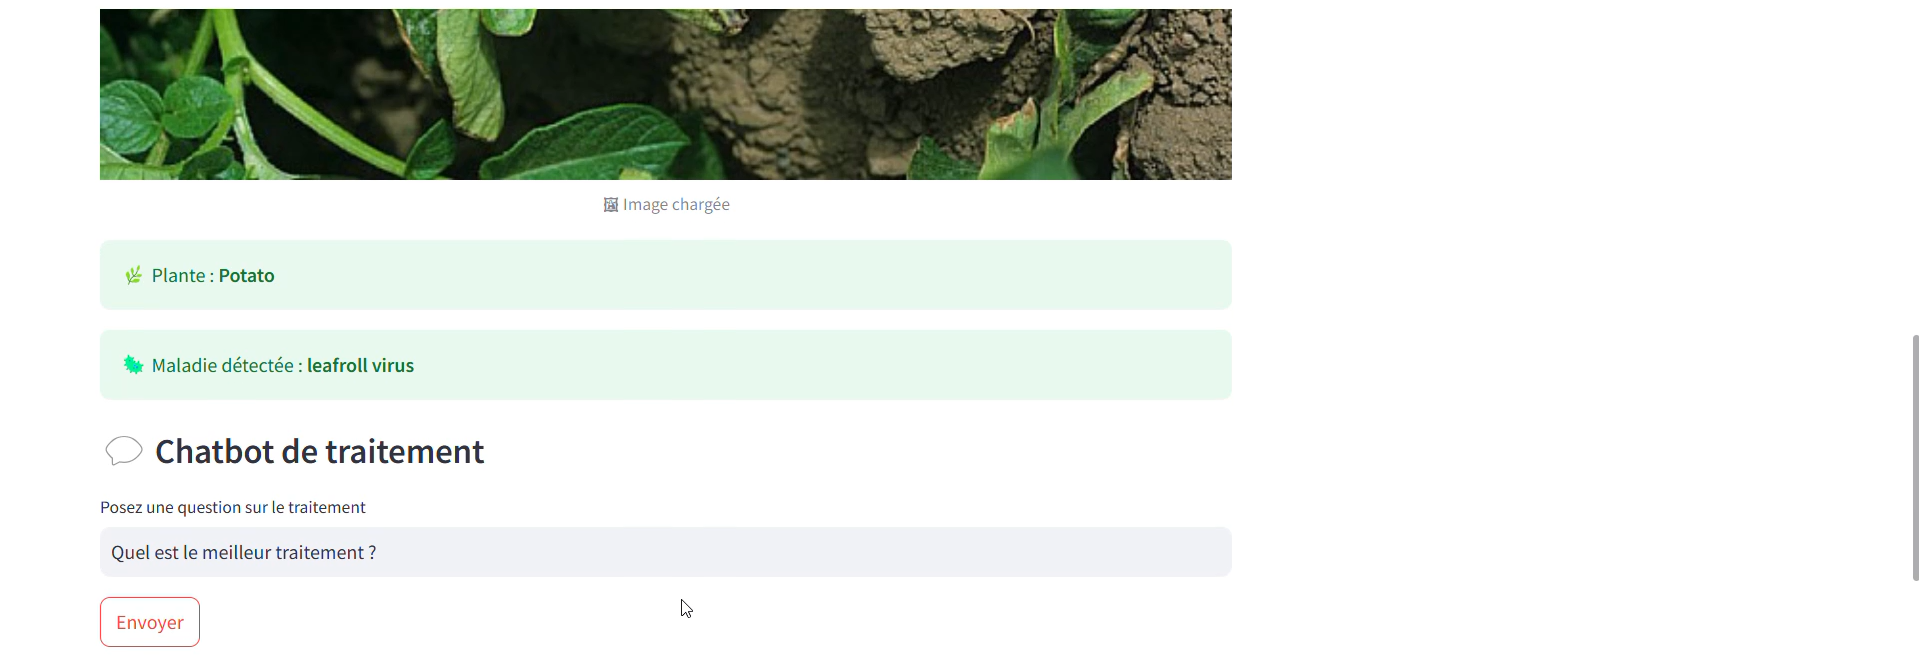 Image chargée
Plante : Potato
Maladie détectée : leafroll virus
Chatbot de traitement
Posez une question sur le traitement
Quel est le meilleur traitement ?
Envoyer